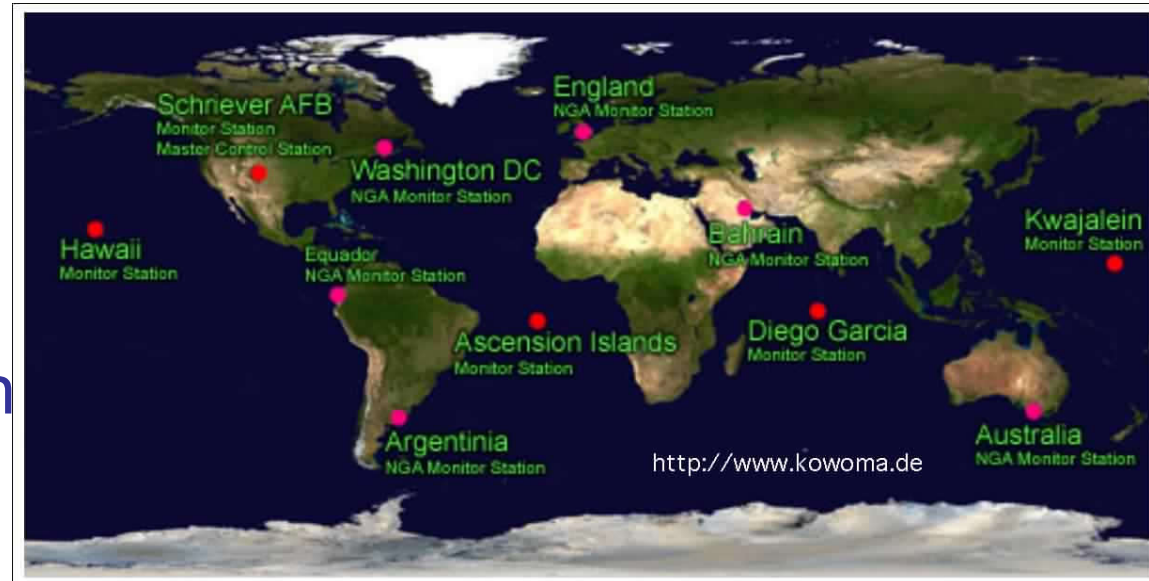 England
NGA Monitor Station
Schriever AFB
Monitor Station
Master Control Station
Washington DC
NGA Monitor Station
Kwajalein
Monitor Station
Hawaii
Monitor Station
Equador
NGA Monitor Station
Bahrain
NGA Monitor Station
Ascension Islands
Monitor Station
Diego Garcia
Monitor Station
n
Argentinia
NGA Monitor Station
http://www.kowoma.de
Australia
NGA Monitor Station